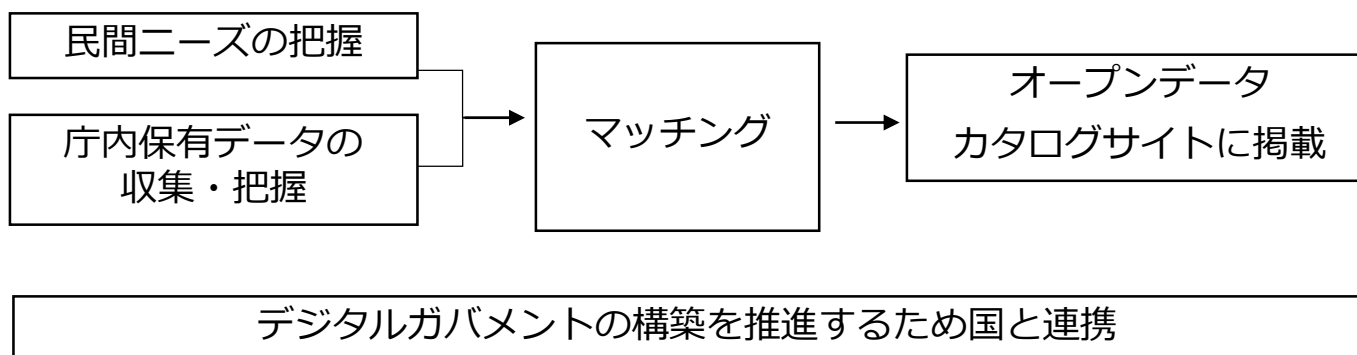 民間ニーズの把握
庁内保有データの
収集・把握
マッチング
オープンデータ
カタログサイトに掲載
デジタルガバメントの構築を推進するため国と連携